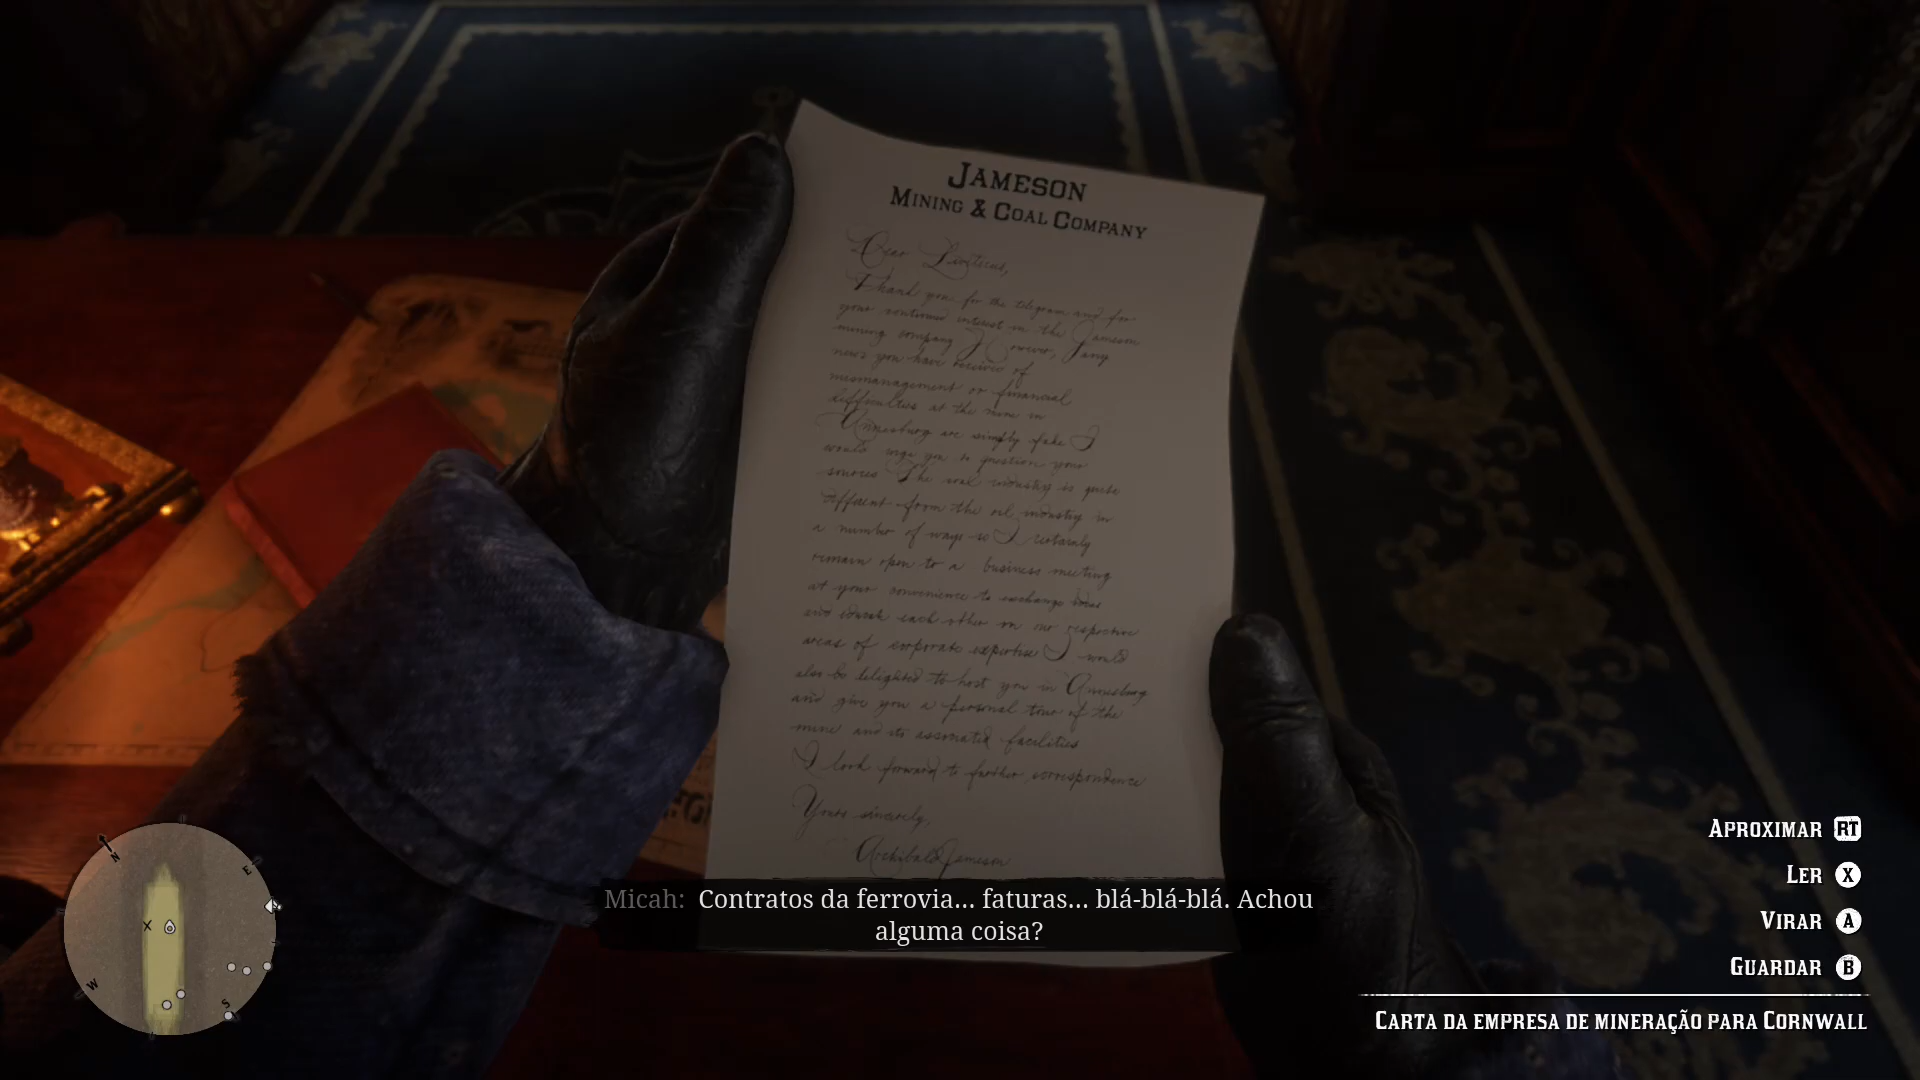 JAMESON
MINING & COAL COMPANY
Dear Leviticus,
Thank you for the telegram and for
your continued interest in the Jameson
mining company. However, any
news you have received of
mismanagement or financial
difficulties at the mine in
Annesburg are simply fake I
would urge you to question your
sources The coal industry is quite
different from the oil industry in
a number of ways so I certainly
remain open to a business meeting
at your convenience to exchange ideas
and educate each other on our respective
areas of corporate expertise I would
also be delighted to host you in Annesburg
and give you a personal tour of the
mine and its associated facilities
I look forward to further correspondence
Yours sincerely,
Archibald Jameson
Micah: Contratos da ferrovia... faturas... blá-blá-blá. Achou
alguma coisa?
N
E
W
S
APROXIMAR RT
LER X
VIRAR A
GUARDAR B
CARTA DA EMPRESA DE MINERAÇÃO PARA CORNWALL